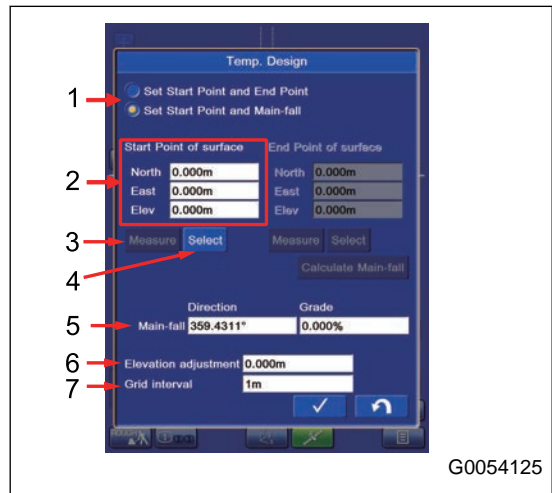 Temp. Design
1
Set Start Point and End Point
Set Start Point and Main-fall
2
Start Point of surface
North 0.000m
East 0.000m
Elev 0.000m
End Point of surface
North 0.000m
East 0.000m
Elev 0.000m
3
Measure Select
4
Measure Select
Calculate Main-fall
Direction Grade
5
Main-fall 359.4311° 0.000%
6
Elevation adjustment 0.000m
7
Grid interval 1m
G0054125